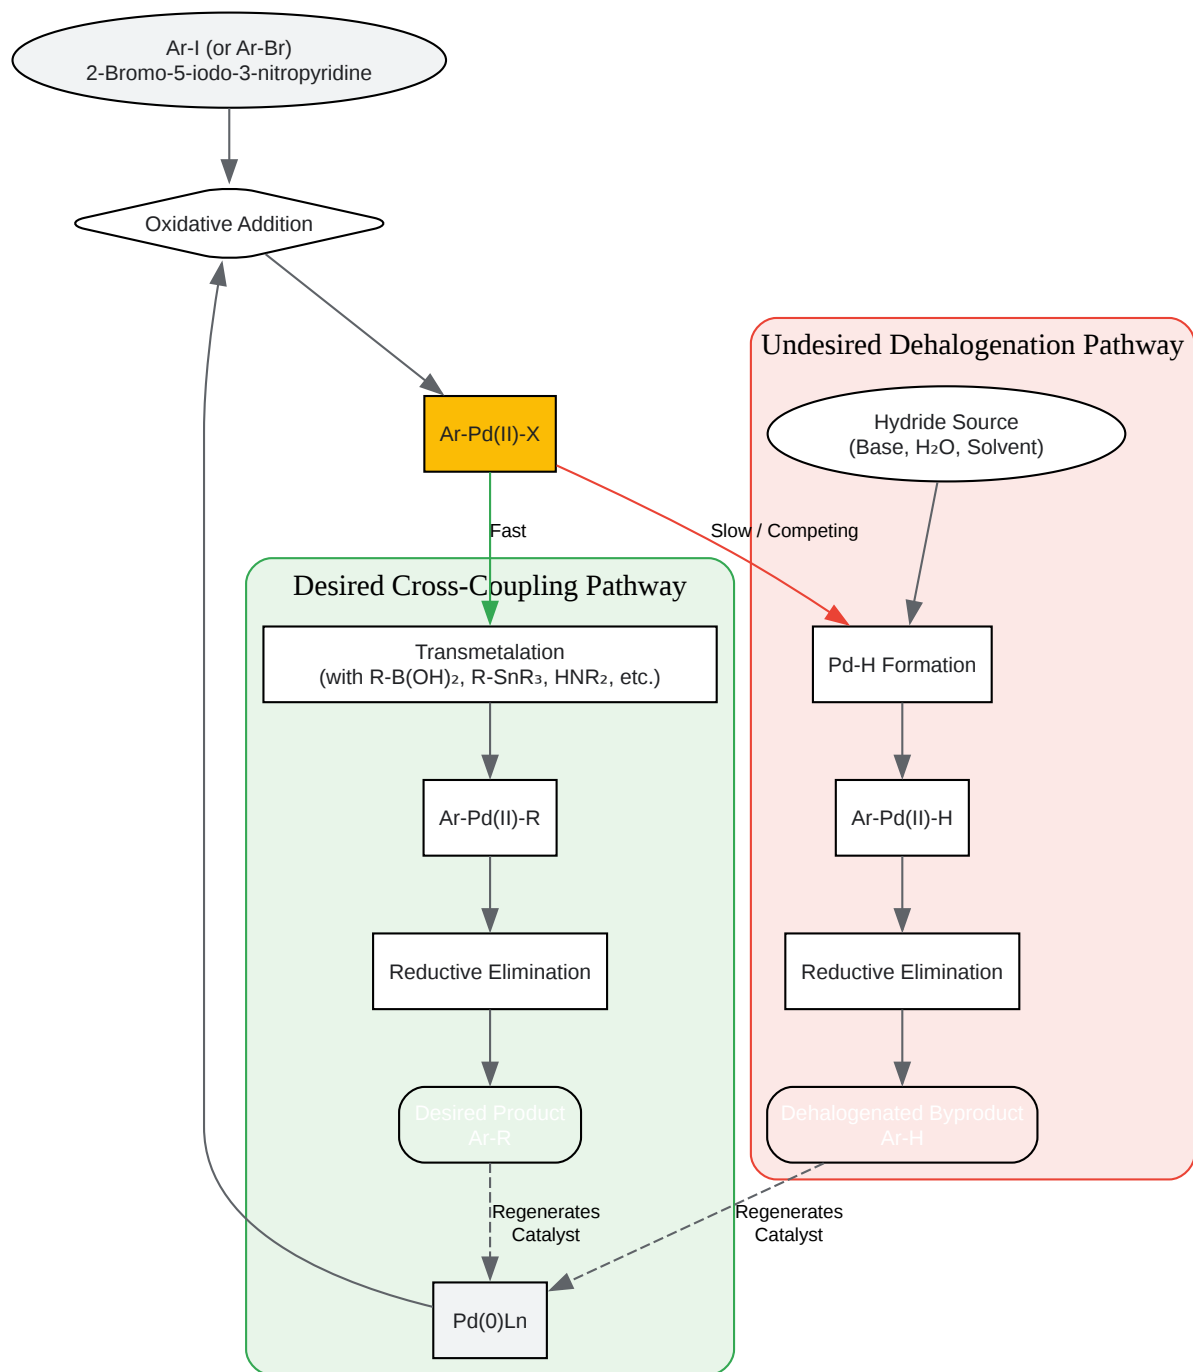 Ar-I (or Ar-Br)
2-Bromo-5-iodo-3-nitropyridine
Oxidative Addition
Undesired Dehalogenation Pathway
Ar-Pd(II)-X
Hydride Source
(Base, H₂O, Solvent)
Fast
Slow / Competing
Desired Cross-Coupling Pathway
Transmetalation
(with R-B(OH)₂, R-SnR₃, HNR₂, etc.)
Pd-H Formation
Ar-Pd(II)-R
Ar-Pd(II)-H
Reductive Elimination
Reductive Elimination
Desired Product
Ar-R
Dehalogenated Byproduct
Ar-H
Regenerates
Catalyst
Regenerates
Catalyst
Pd(0)Ln